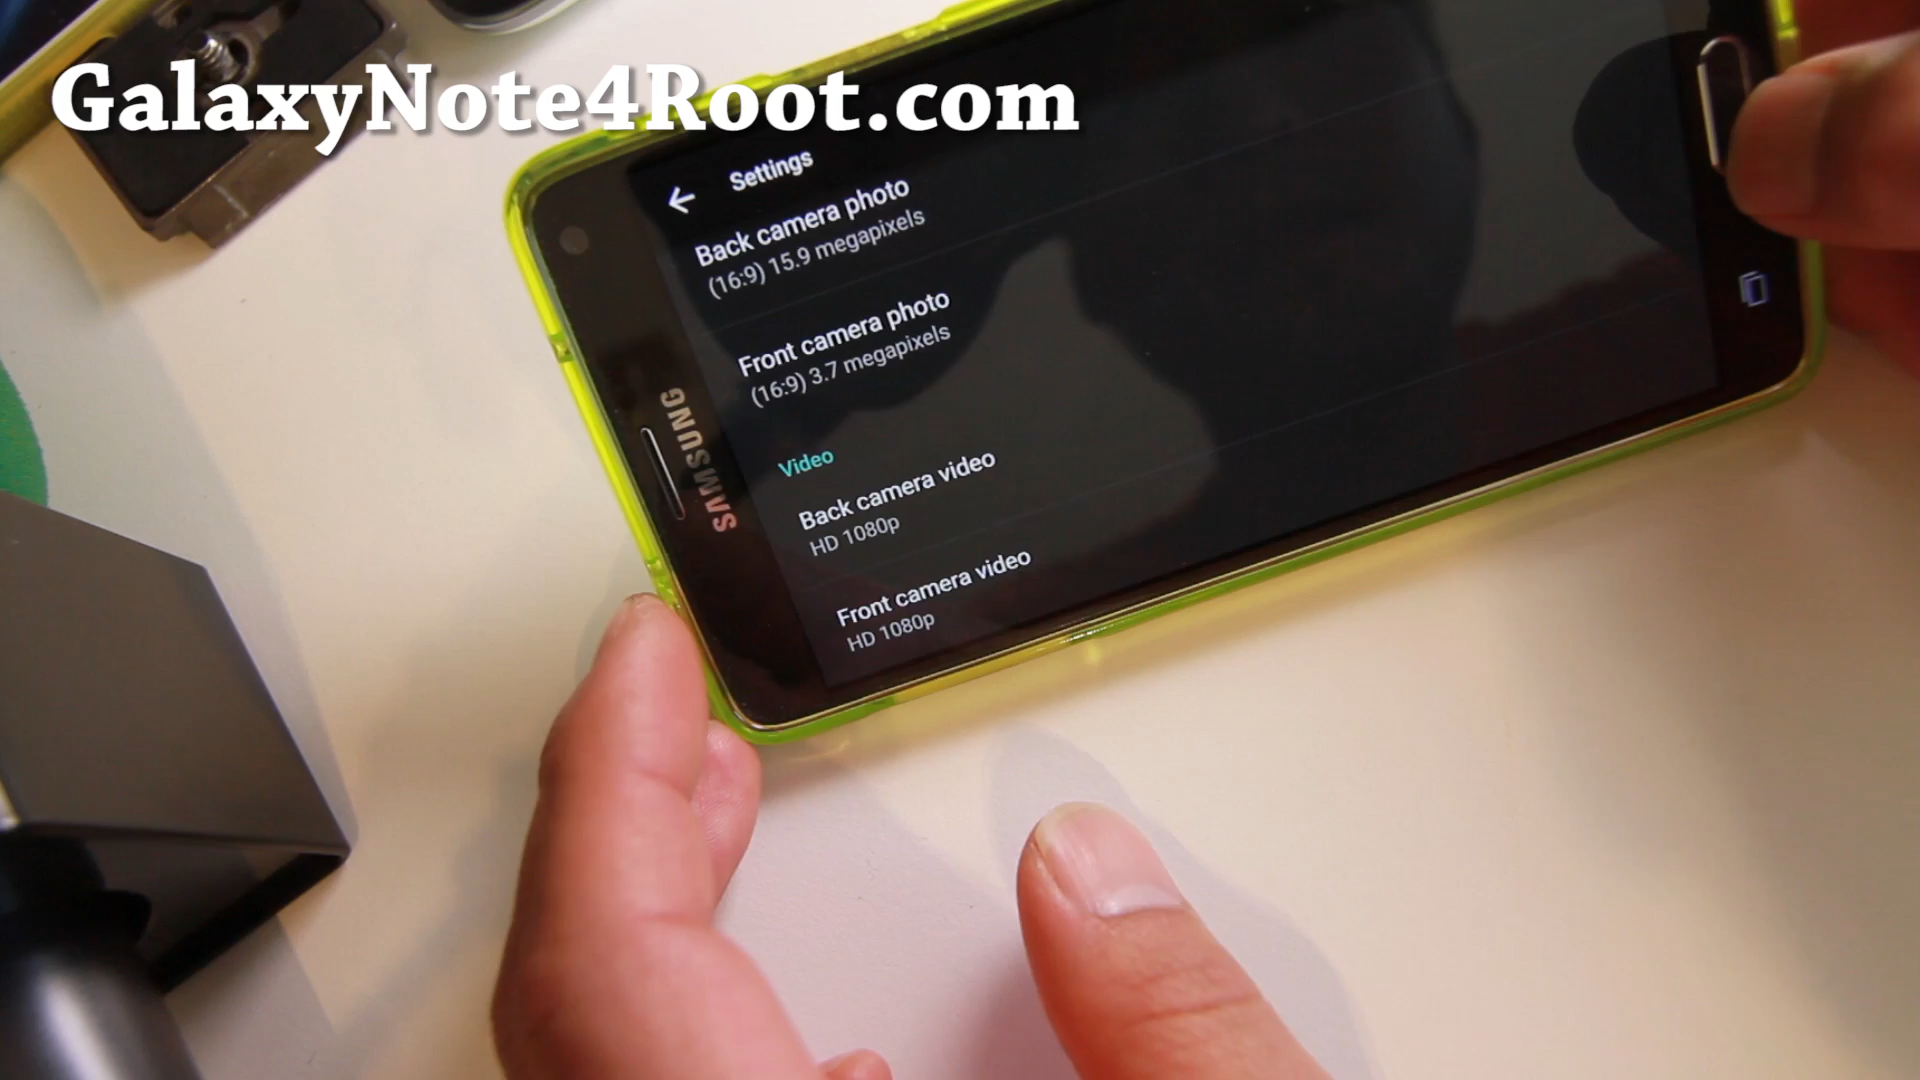 GalaxyNote4Root.com
Settings
Back camera photo
(16:9) 15.9 megapixels
Front camera photo
(16:9) 3.7 megapixels
Video
Back camera video
HD 1080p
Front camera video
HD 1080p
SAMSUNG